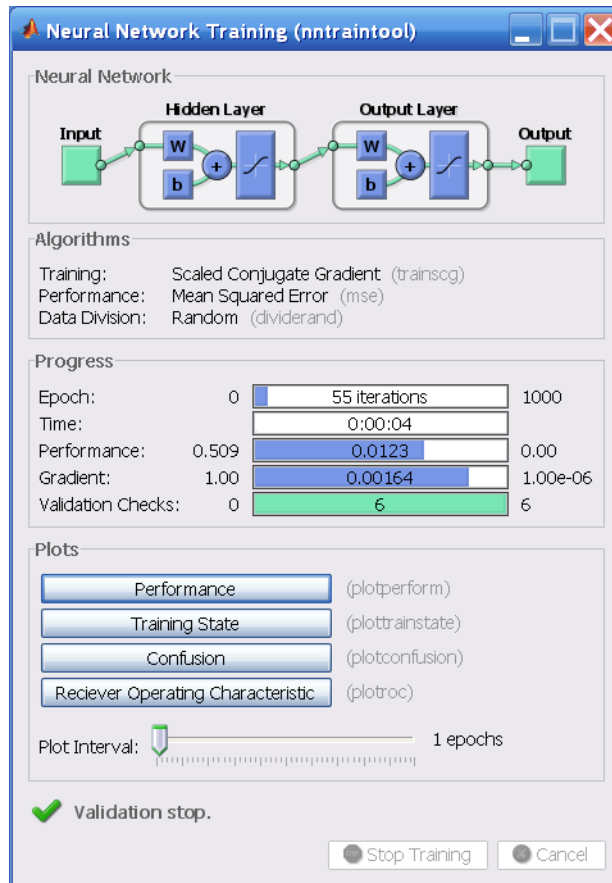 Neural Network Training (nntraintool)
Neural Network
Hidden Layer
Output Layer
Input
Output
W
b
+
W
b
+
Algorithms
Training: Scaled Conjugate Gradient (trainscg)
Performance: Mean Squared Error (mse)
Data Division: Random (dividerand)
Progress
Epoch: 0 55 iterations 1000
Time: 0:00:04
Performance: 0.509 0.0123 0.00
Gradient: 1.00 0.00164 1.00e-06
Validation Checks: 0 6 6
Plots
Performance (plotperform)
Training State (plottrainstate)
Confusion (plotconfusion)
Reciever Operating Characteristic (plotroc)
Plot Interval: 1 epochs
Validation stop.
Stop Training Cancel